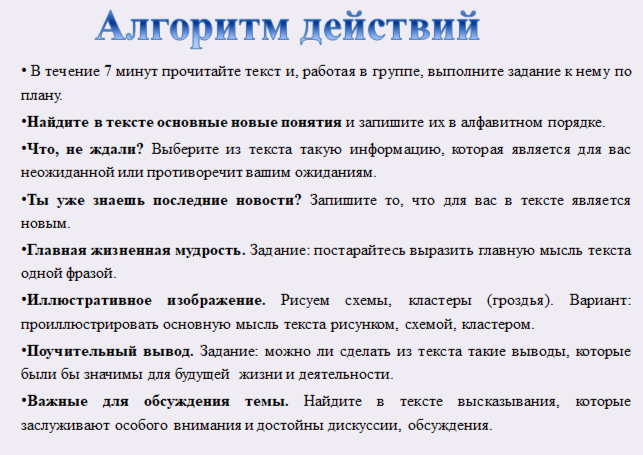 Алгоритм действий
• В течение 7 минут прочитайте текст и, работая в группе, выполните задание к нему по
плану.
•Найдите в тексте основные новые понятия и запишите их в алфавитном порядке.
•Что, не ждали? Выберите из текста такую информацию, которая является для вас
неожиданной или противоречит вашим ожиданиям.
•Ты уже знаешь последние новости? Запишите то, что для вас в тексте является
новым.
•Главная жизненная мудрость. Задание: постарайтесь выразить главную мысль текста
одной фразой.
•Иллюстративное изображение. Рисуем схемы, кластеры (гроздья). Вариант:
проиллюстрировать основную мысль текста рисунком, схемой, кластером.
•Поучительный вывод. Задание: можно ли сделать из текста такие выводы, которые
были бы значимы для будущей жизни и деятельности.
•Важные для обсуждения темы. Найдите в тексте высказывания, которые
заслуживают особого внимания и достойны дискуссии, обсуждения.